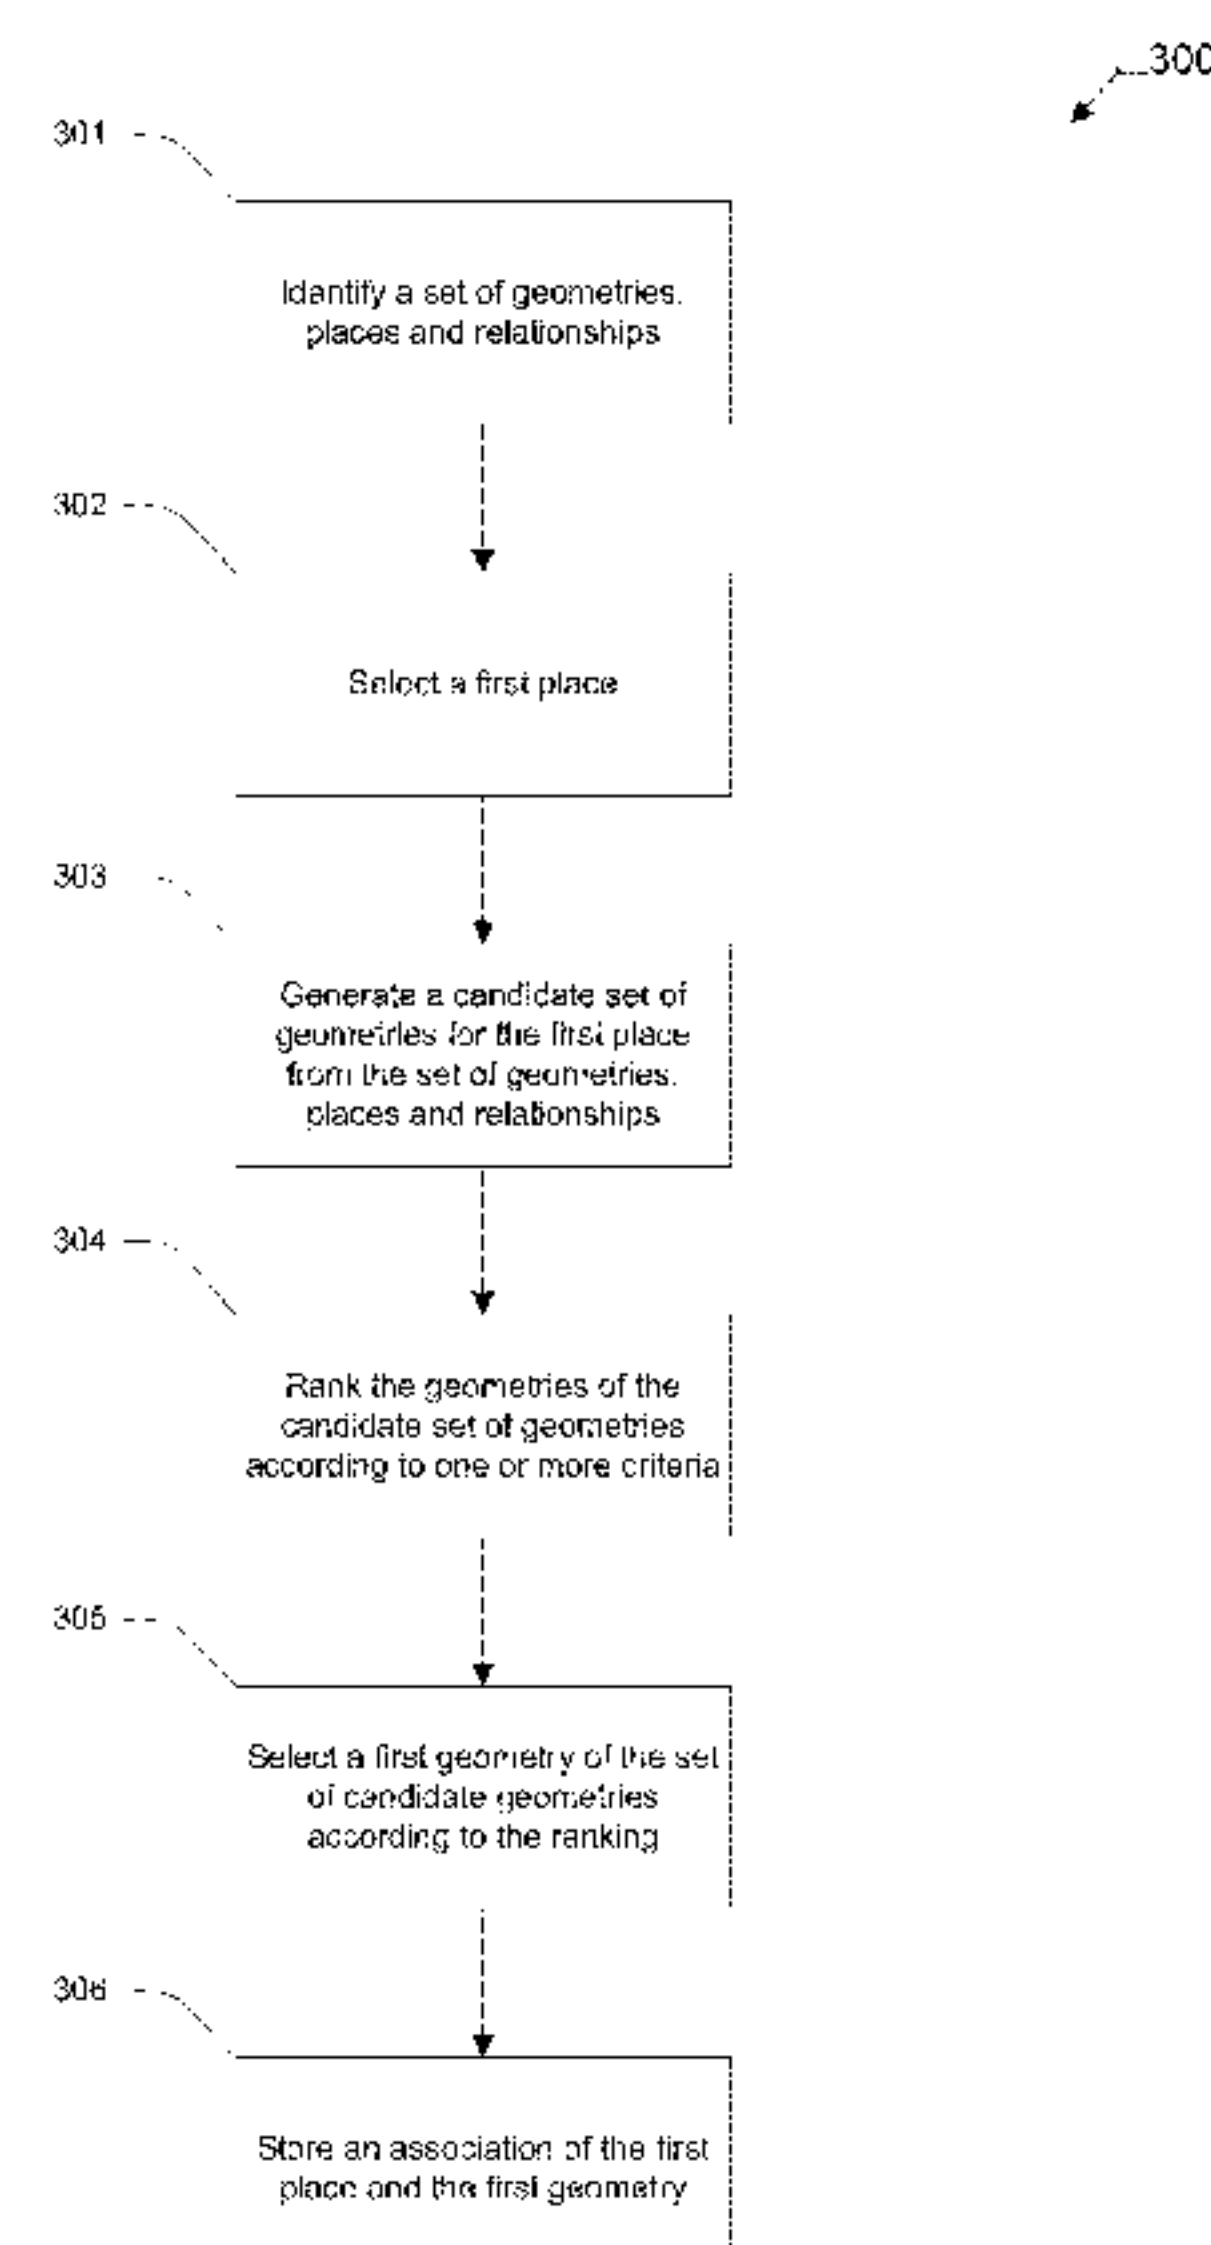 300
301
Identify a set of geometries,
places and relationships
302
Select a first place
303
Generate a candidate set of
geometries for the first place
from the set of geometries,
places and relationships
304
Rank the geometries of the
candidate set of geometries
according to one or more criteria
305
Select a first geometry of the set
of candidate geometries
according to the ranking
306
Store an association of the first
place and the first geometry